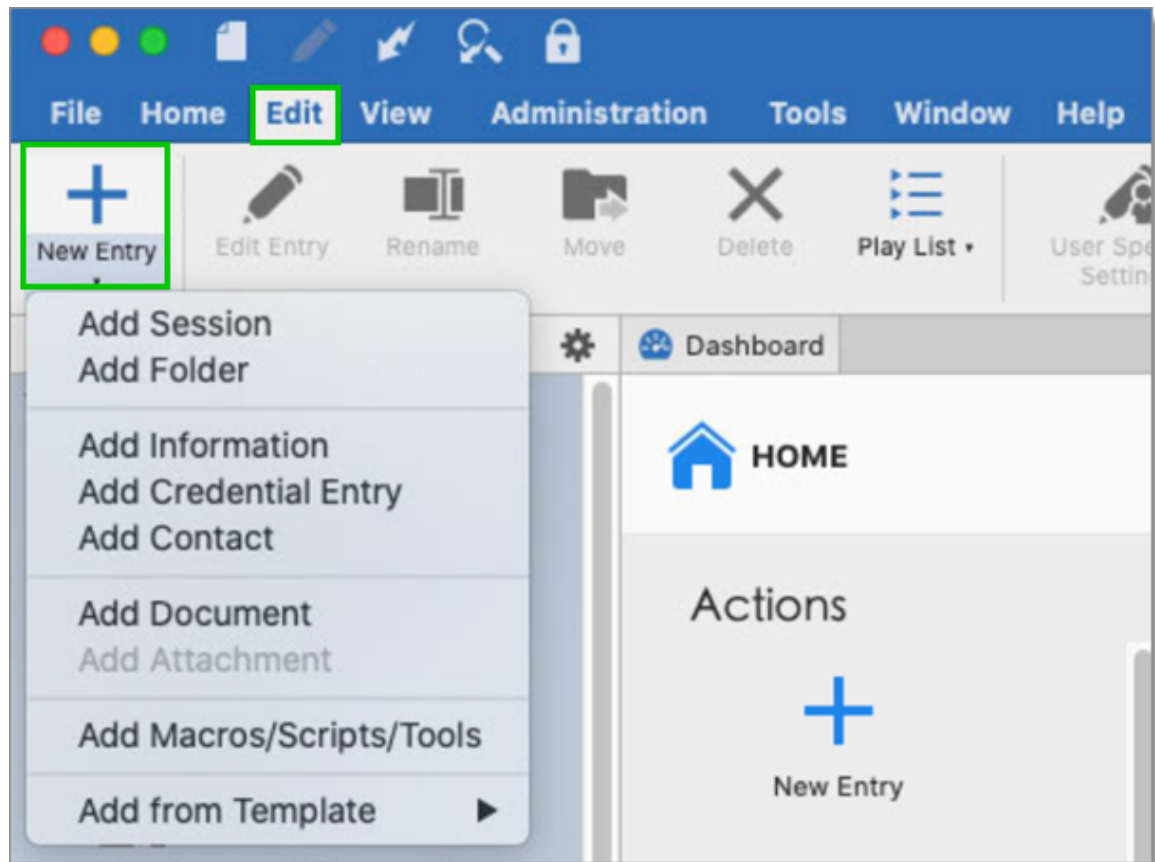 File Home Edit View Administration Tools Window Help
New Entry Edit Entry Rename Move Delete Play List User
Add Session
Add Folder
Dashboard
Add Information
Add Credential Entry
Add Contact
HOME
Add Document
Add Attachment
Actions
Add Macros/Scripts/Tools
Add from Template
New Entry